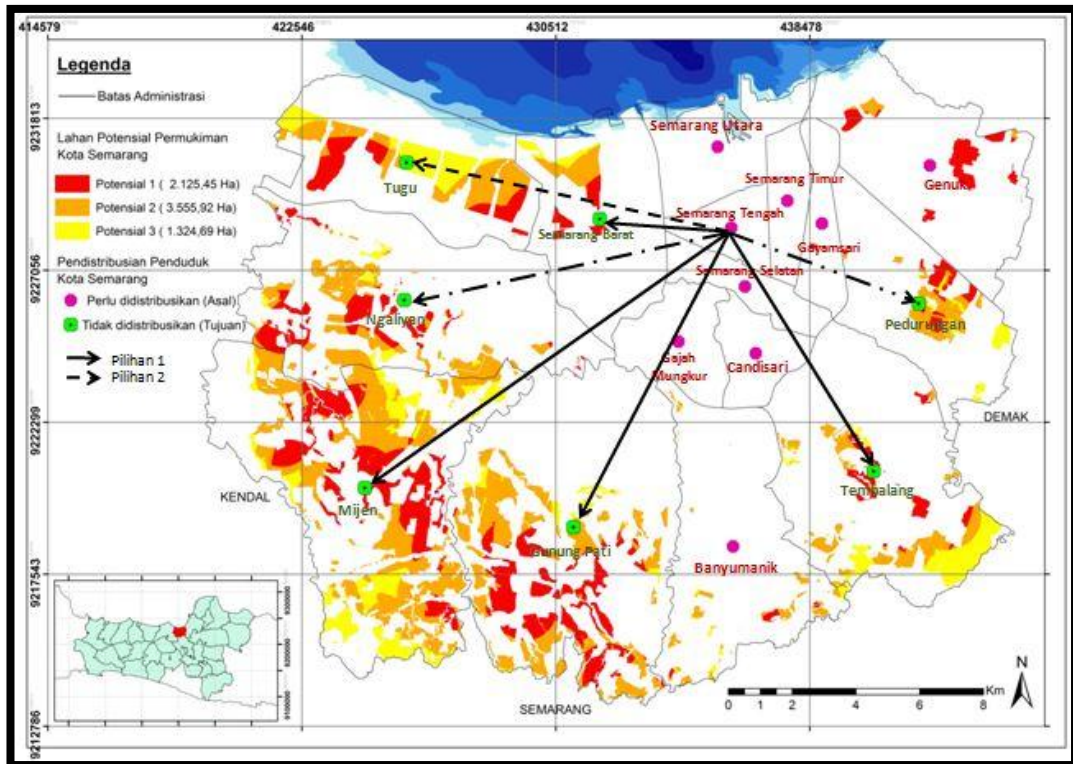 414579
422546
430512
438478
Legenda
Batas Administrasi
Lahan Potensial Permukiman
Kota Semarang
Potensial 1 ( 2.125,45 Ha)
Potensial 2 ( 3.555,92 Ha)
Potensial 3 ( 1.324,69 Ha)
Pendistribusian Penduduk
Kota Semarang
Perlu didistribusikan (Asal)
Tidak didistribusikan (Tujuan)
Pilihan 1
Pilihan 2
9231813
9227056
9222299
9217543
9212786
Semarang Utara
Tugu
Semarang Timur
Genuk
Semarang Tengah
Semarang Barat
Gayamsari
Semarang Selatan
Ngaliyan
Pedurungan
Gajah
Mungkur
Candisari
DEMAK
KENDAL
Mijen
Tembalang
Gunung Pati
Banyumanik
SEMARANG
N
Km
0 1 2 4 6 8
9300000
9200000
9100000